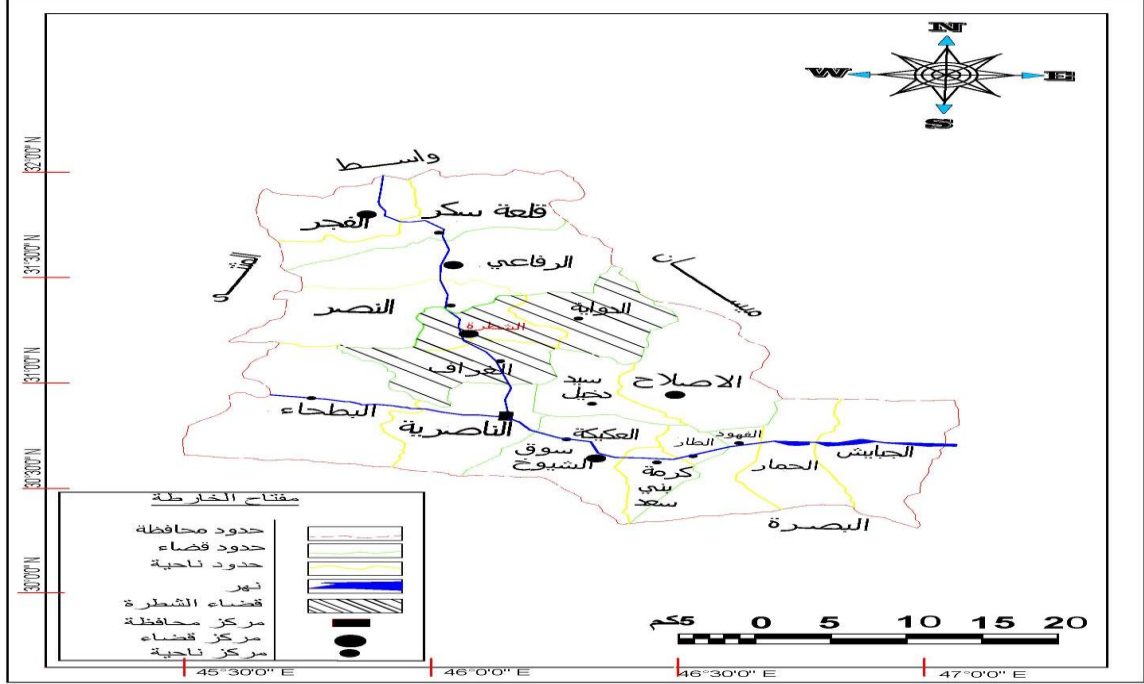 N
W
E
S
32°00'0" N
31°30'0" N
31°00'0" N
30°30'0" N
30°00'0" N
واسط
قلعة سكر
الفجر
الرفاعي
ميسان
النصر
الدواية
الشطرة
الغراف
سيد دخيل
الاصلاح
البطحاء
الناصرية
العكيكة
الفهود
الطار
سوق الشيوخ
كرمة بني سعد
الحمار
الجبايش
البصرة
مفتاح الخارطة
حدود محافظة
حدود قضاء
حدود ناحية
نهر
قضاء الشطرة
مركز محافظة
مركز قضاء
مركز ناحية
5كم 0 5 10 15 20
45°30'0" E
46°0'0" E
46°30'0" E
47°0'0" E